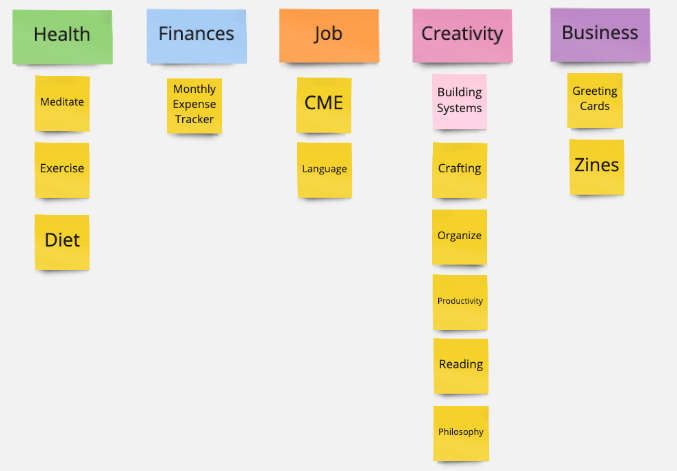 Health
Finances
Job
Creativity
Business
Meditate
Exercise
Diet
Monthly
Expense
Tracker
CME
Language
Building
Systems
Crafting
Organize
Productivity
Reading
Philosophy
Greeting
Cards
Zines